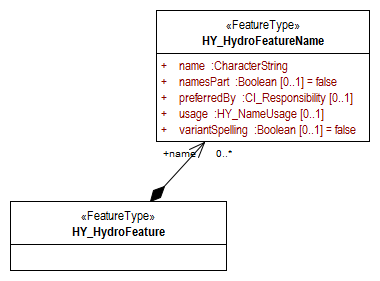 «FeatureType»
HY_HydroFeatureName
+ name :CharacterString
+ namesPart :Boolean [0..1] = false
+ preferredBy :CI_Responsibility [0..1]
+ usage :HY_NameUsage [0..1]
+ variantSpelling :Boolean [0..1] = false
+name 0..*
«FeatureType»
HY_HydroFeature